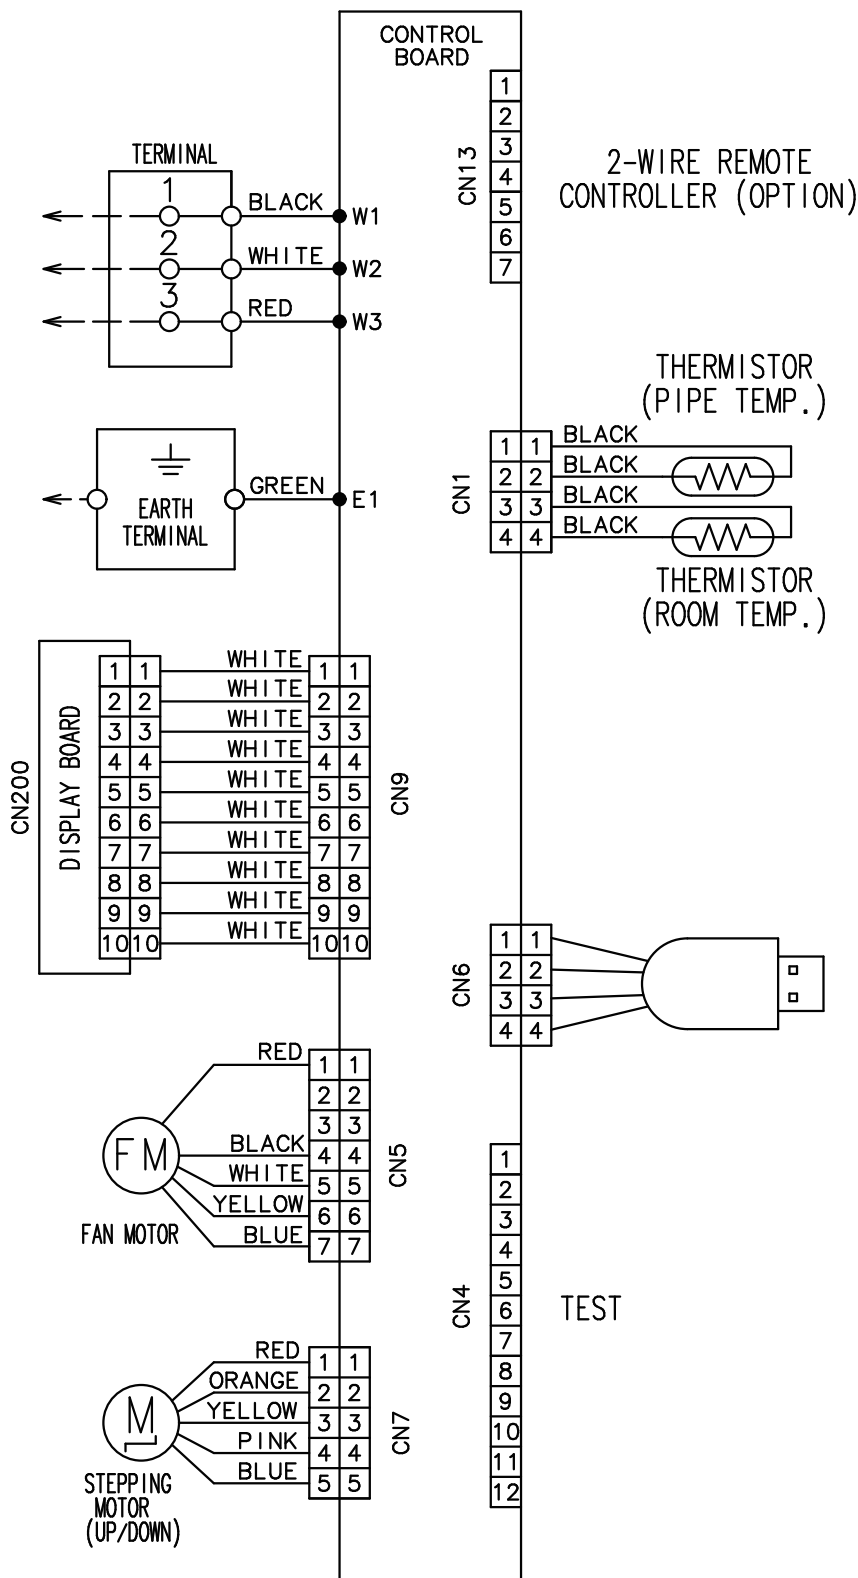 CONTROL
BOARD
1
2
3
4
5
6
7
CN13
2-WIRE REMOTE
CONTROLLER (OPTION)
TERMINAL
1 BLACK W1
2 WHITE W2
3 RED W3
EARTH
TERMINAL
GREEN E1
THERMISTOR
(PIPE TEMP.)
CN1
1 1 BLACK
2 2 BLACK
3 3 BLACK
4 4 BLACK
THERMISTOR
(ROOM TEMP.)
CN200
DISPLAY BOARD
1 1 WHITE 1 1
2 2 WHITE 2 2
3 3 WHITE 3 3
4 4 WHITE 4 4
5 5 WHITE 5 5
6 6 WHITE 6 6
7 7 WHITE 7 7
8 8 WHITE 8 8
9 9 WHITE 9 9
10 10 WHITE 10 10
CN9
CN6
1 1
2 2
3 3
4 4
FM
FAN MOTOR
RED 1 1
2 2
3 3
BLACK 4 4
WHITE 5 5
YELLOW 6 6
BLUE 7 7
CN5
CN4
1
2
3
4
5
6
7
8
9
10
11
12
TEST
M
STEPPING
MOTOR
(UP/DOWN)
RED 1 1
ORANGE 2 2
YELLOW 3 3
PINK 4 4
BLUE 5 5
CN7